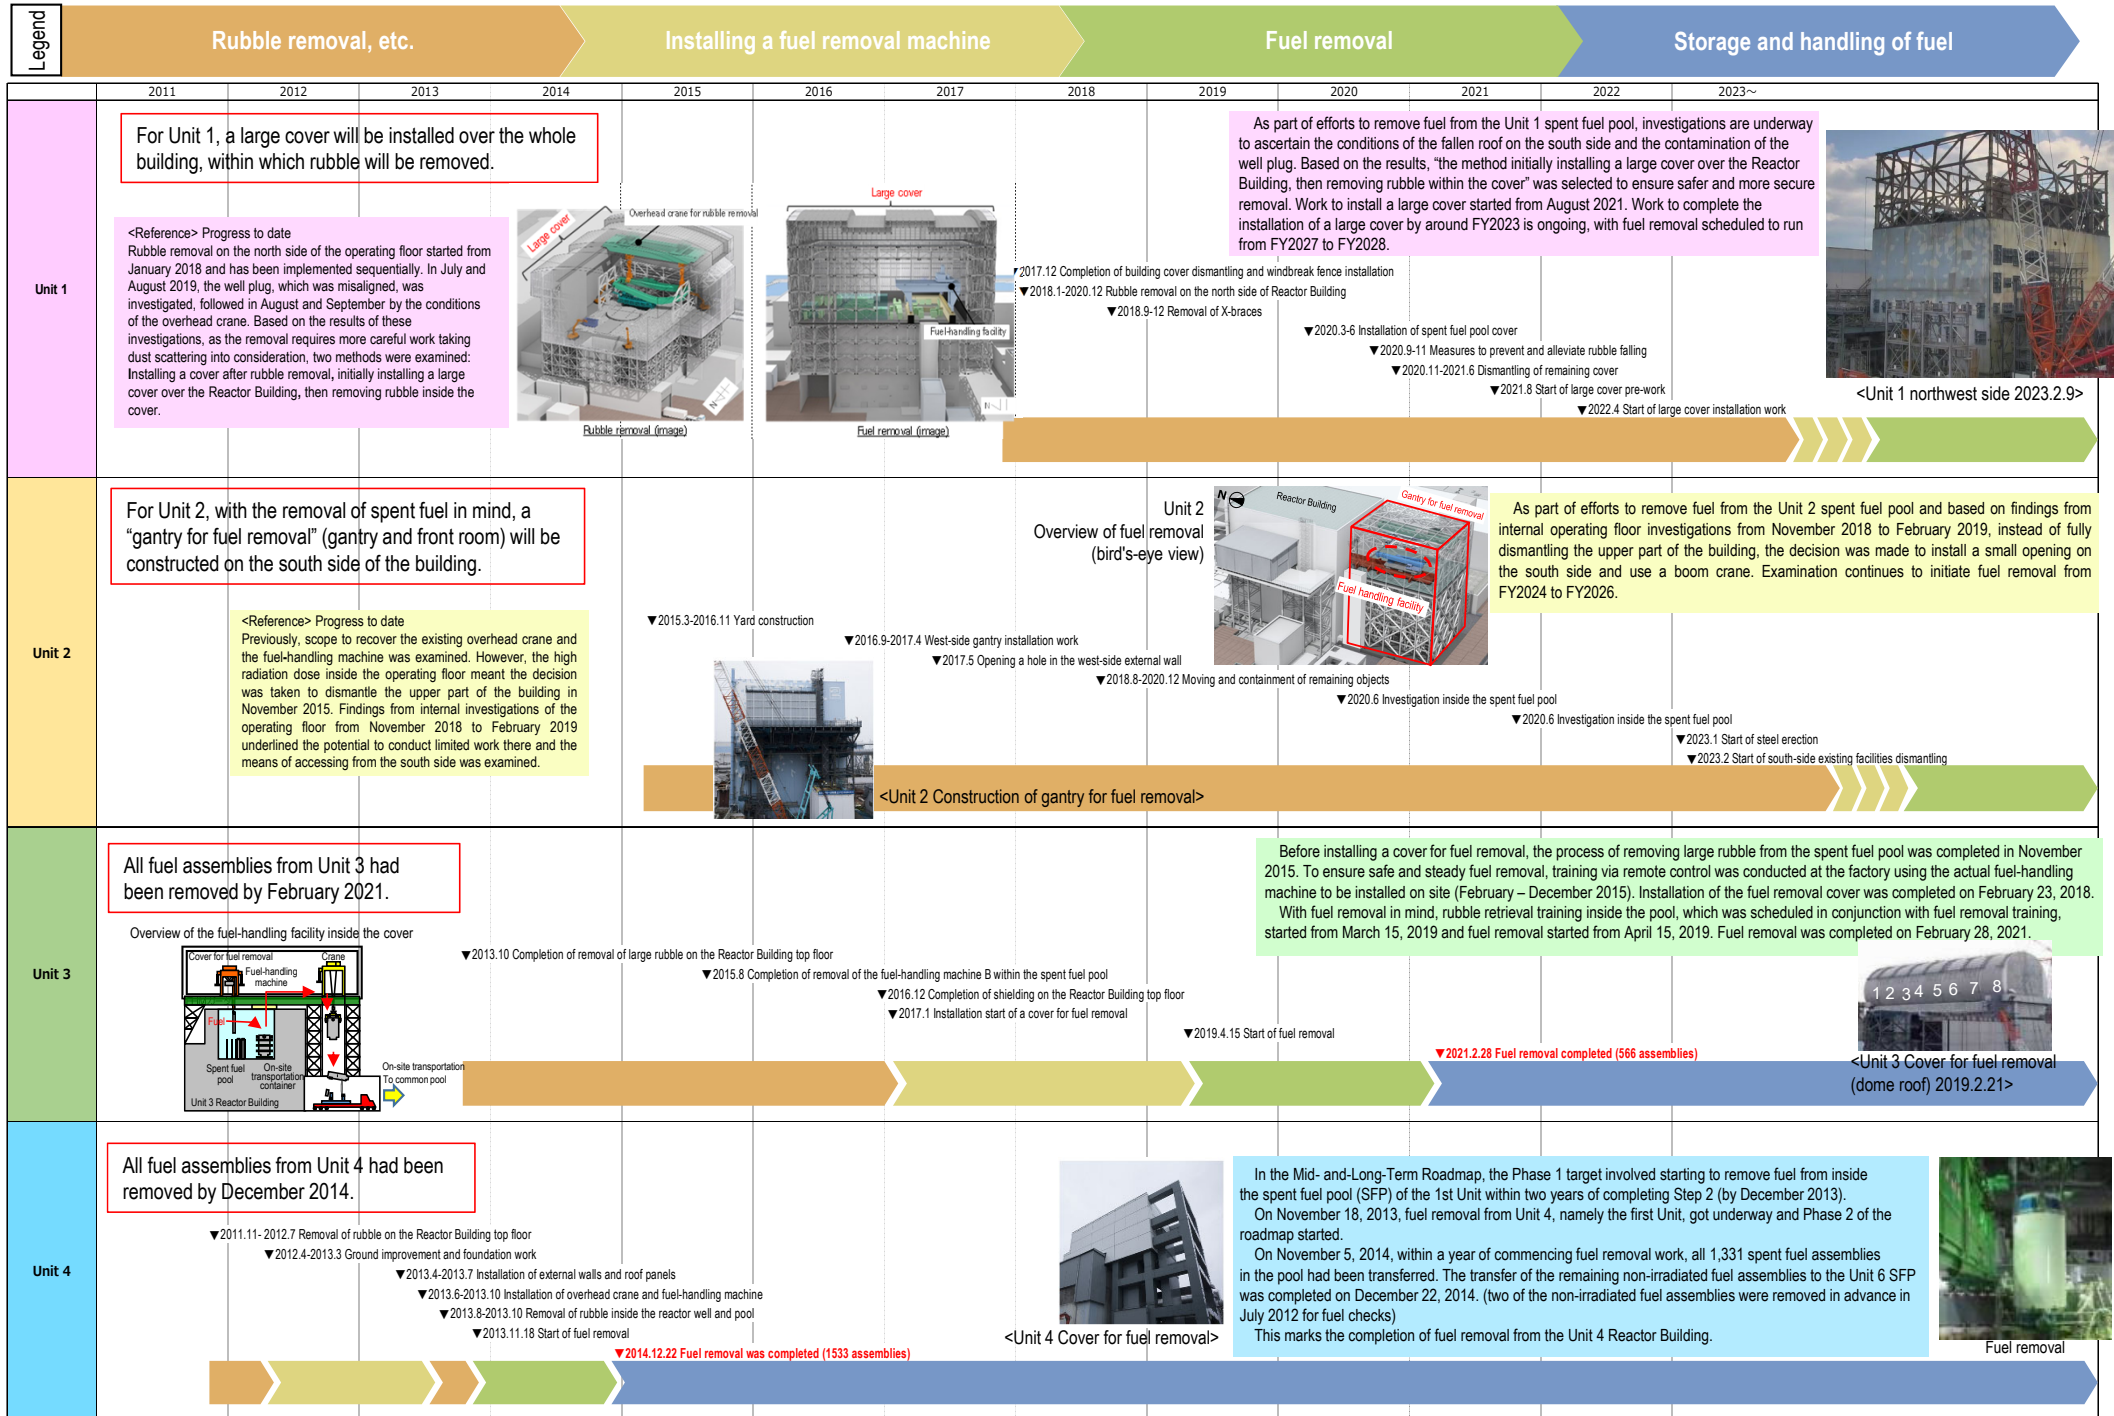 Legend
Rubble removal, etc.
Installing a fuel removal machine
Fuel removal
Storage and handling of fuel
2011 2012 2013 2014 2015 2016 2017 2018 2019 2020 2021 2022 2023～
Unit 1
For Unit 1, a large cover will be installed over the whole
building, within which rubble will be removed.
<Reference> Progress to date
Rubble removal on the north side of the operating floor started from
January 2018 and has been implemented sequentially. In July and
August 2019, the well plug, which was misaligned, was
investigated, followed in August and September by the conditions
of the overhead crane. Based on the results of these
investigations, as the removal requires more careful work taking
dust scattering into consideration, two methods were examined:
Installing a cover after rubble removal, initially installing a large
cover over the Reactor Building, then removing rubble inside the
cover.
Large cover
Overhead crane for rubble removal
N
Rubble removal (image)
Large cover
Fuel-handling facility
N
Fuel removal (image)
As part of efforts to remove fuel from the Unit 1 spent fuel pool, investigations are underway
to ascertain the conditions of the fallen roof on the south side and the contamination of the
well plug. Based on the results, “the method initially installing a large cover over the Reactor
Building, then removing rubble within the cover” was selected to ensure safer and more secure
removal. Work to install a large cover started from August 2021. Work to complete the
installation of a large cover by around FY2023 is ongoing, with fuel removal scheduled to run
from FY2027 to FY2028.
▼2017.12 Completion of building cover dismantling and windbreak fence installation
▼2018.1-2020.12 Rubble removal on the north side of Reactor Building
▼2018.9-12 Removal of X-braces
▼2020.3-6 Installation of spent fuel pool cover
▼2020.9-11 Measures to prevent and alleviate rubble falling
▼2020.11-2021.6 Dismantling of remaining cover
▼2021.8 Start of large cover pre-work
▼2022.4 Start of large cover installation work
<Unit 1 northwest side 2023.2.9>
Unit 2
For Unit 2, with the removal of spent fuel in mind, a
“gantry for fuel removal” (gantry and front room) will be
constructed on the south side of the building.
<Reference> Progress to date
Previously, scope to recover the existing overhead crane and
the fuel-handling machine was examined. However, the high
radiation dose inside the operating floor meant the decision
was taken to dismantle the upper part of the building in
November 2015. Findings from internal investigations of the
operating floor from November 2018 to February 2019
underlined the potential to conduct limited work there and the
means of accessing from the south side was examined.
Unit 2
Overview of fuel removal
(bird's-eye view)
N
Reactor Building
Gantry for fuel removal
Fuel handling facility
As part of efforts to remove fuel from the Unit 2 spent fuel pool and based on findings from
internal operating floor investigations from November 2018 to February 2019, instead of fully
dismantling the upper part of the building, the decision was made to install a small opening on
the south side and use a boom crane. Examination continues to initiate fuel removal from
FY2024 to FY2026.
▼2015.3-2016.11 Yard construction
▼2016.9-2017.4 West-side gantry installation work
▼2017.5 Opening a hole in the west-side external wall
▼2018.8-2020.12 Moving and containment of remaining objects
▼2020.6 Investigation inside the spent fuel pool
▼2020.6 Investigation inside the spent fuel pool
▼2023.1 Start of steel erection
▼2023.2 Start of south-side existing facilities dismantling
<Unit 2 Construction of gantry for fuel removal>
Unit 3
All fuel assemblies from Unit 3 had
been removed by February 2021.
Overview of the fuel-handling facility inside the cover
Cover for fuel removal
Crane
Fuel-handling
machine
Fuel
Spent fuel
pool
On-site
transportation
container
Unit 3 Reactor Building
On-site transportation
To common pool
Before installing a cover for fuel removal, the process of removing large rubble from the spent fuel pool was completed in November
2015. To ensure safe and steady fuel removal, training via remote control was conducted at the factory using the actual fuel-handling
machine to be installed on site (February – December 2015). Installation of the fuel removal cover was completed on February 23, 2018.
With fuel removal in mind, rubble retrieval training inside the pool, which was scheduled in conjunction with fuel removal training,
started from March 15, 2019 and fuel removal started from April 15, 2019. Fuel removal was completed on February 28, 2021.
▼2013.10 Completion of removal of large rubble on the Reactor Building top floor
▼2015.8 Completion of removal of the fuel-handling machine B within the spent fuel pool
▼2016.12 Completion of shielding on the Reactor Building top floor
▼2017.1 Installation start of a cover for fuel removal
▼2019.4.15 Start of fuel removal
▼2021.2.28 Fuel removal completed (566 assemblies)
1 2 3 4 5 6 7 8
<Unit 3 Cover for fuel removal
(dome roof) 2019.2.21>
Unit 4
All fuel assemblies from Unit 4 had been
removed by December 2014.
▼2011.11- 2012.7 Removal of rubble on the Reactor Building top floor
▼2012.4-2013.3 Ground improvement and foundation work
▼2013.4-2013.7 Installation of external walls and roof panels
▼2013.6-2013.10 Installation of overhead crane and fuel-handling machine
▼2013.8-2013.10 Removal of rubble inside the reactor well and pool
▼2013.11.18 Start of fuel removal
▼2014.12.22 Fuel removal was completed (1533 assemblies)
<Unit 4 Cover for fuel removal>
In the Mid- and-Long-Term Roadmap, the Phase 1 target involved starting to remove fuel from inside
the spent fuel pool (SFP) of the 1st Unit within two years of completing Step 2 (by December 2013).
On November 18, 2013, fuel removal from Unit 4, namely the first Unit, got underway and Phase 2 of the
roadmap started.
On November 5, 2014, within a year of commencing fuel removal work, all 1,331 spent fuel assemblies
in the pool had been transferred. The transfer of the remaining non-irradiated fuel assemblies to the Unit 6 SFP
was completed on December 22, 2014. (two of the non-irradiated fuel assemblies were removed in advance in
July 2012 for fuel checks)
This marks the completion of fuel removal from the Unit 4 Reactor Building.
Fuel removal